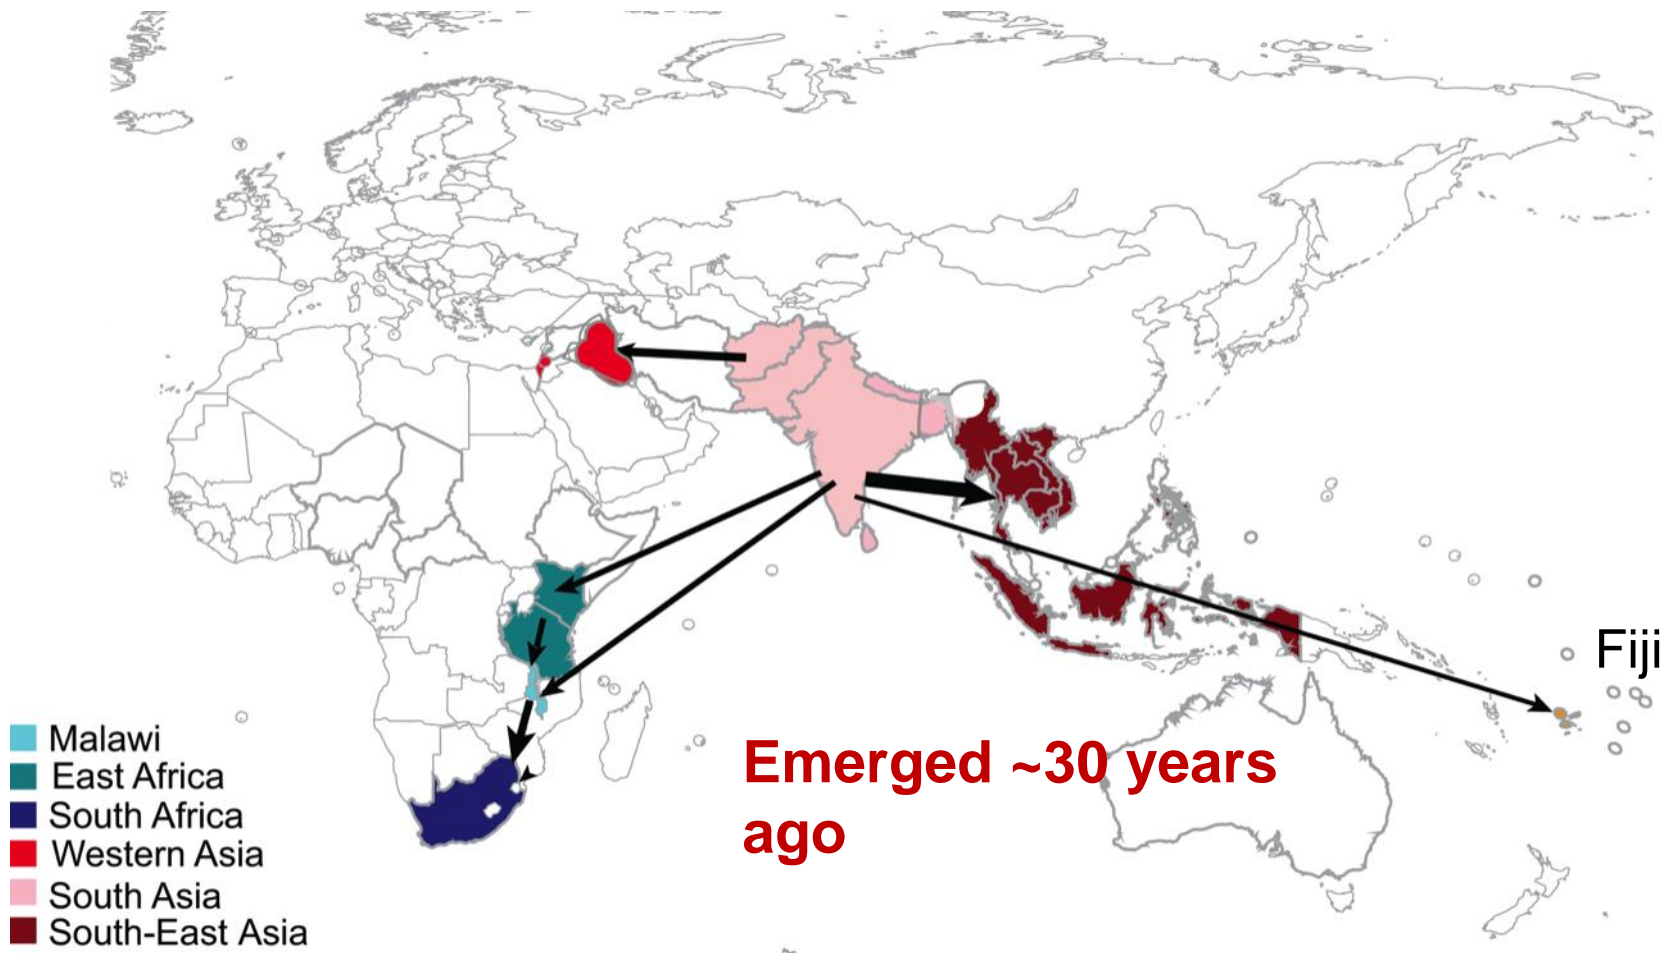 Fiji
Emerged ~30 years
ago
Malawi
East Africa
South Africa
Western Asia
South Asia
South-East Asia